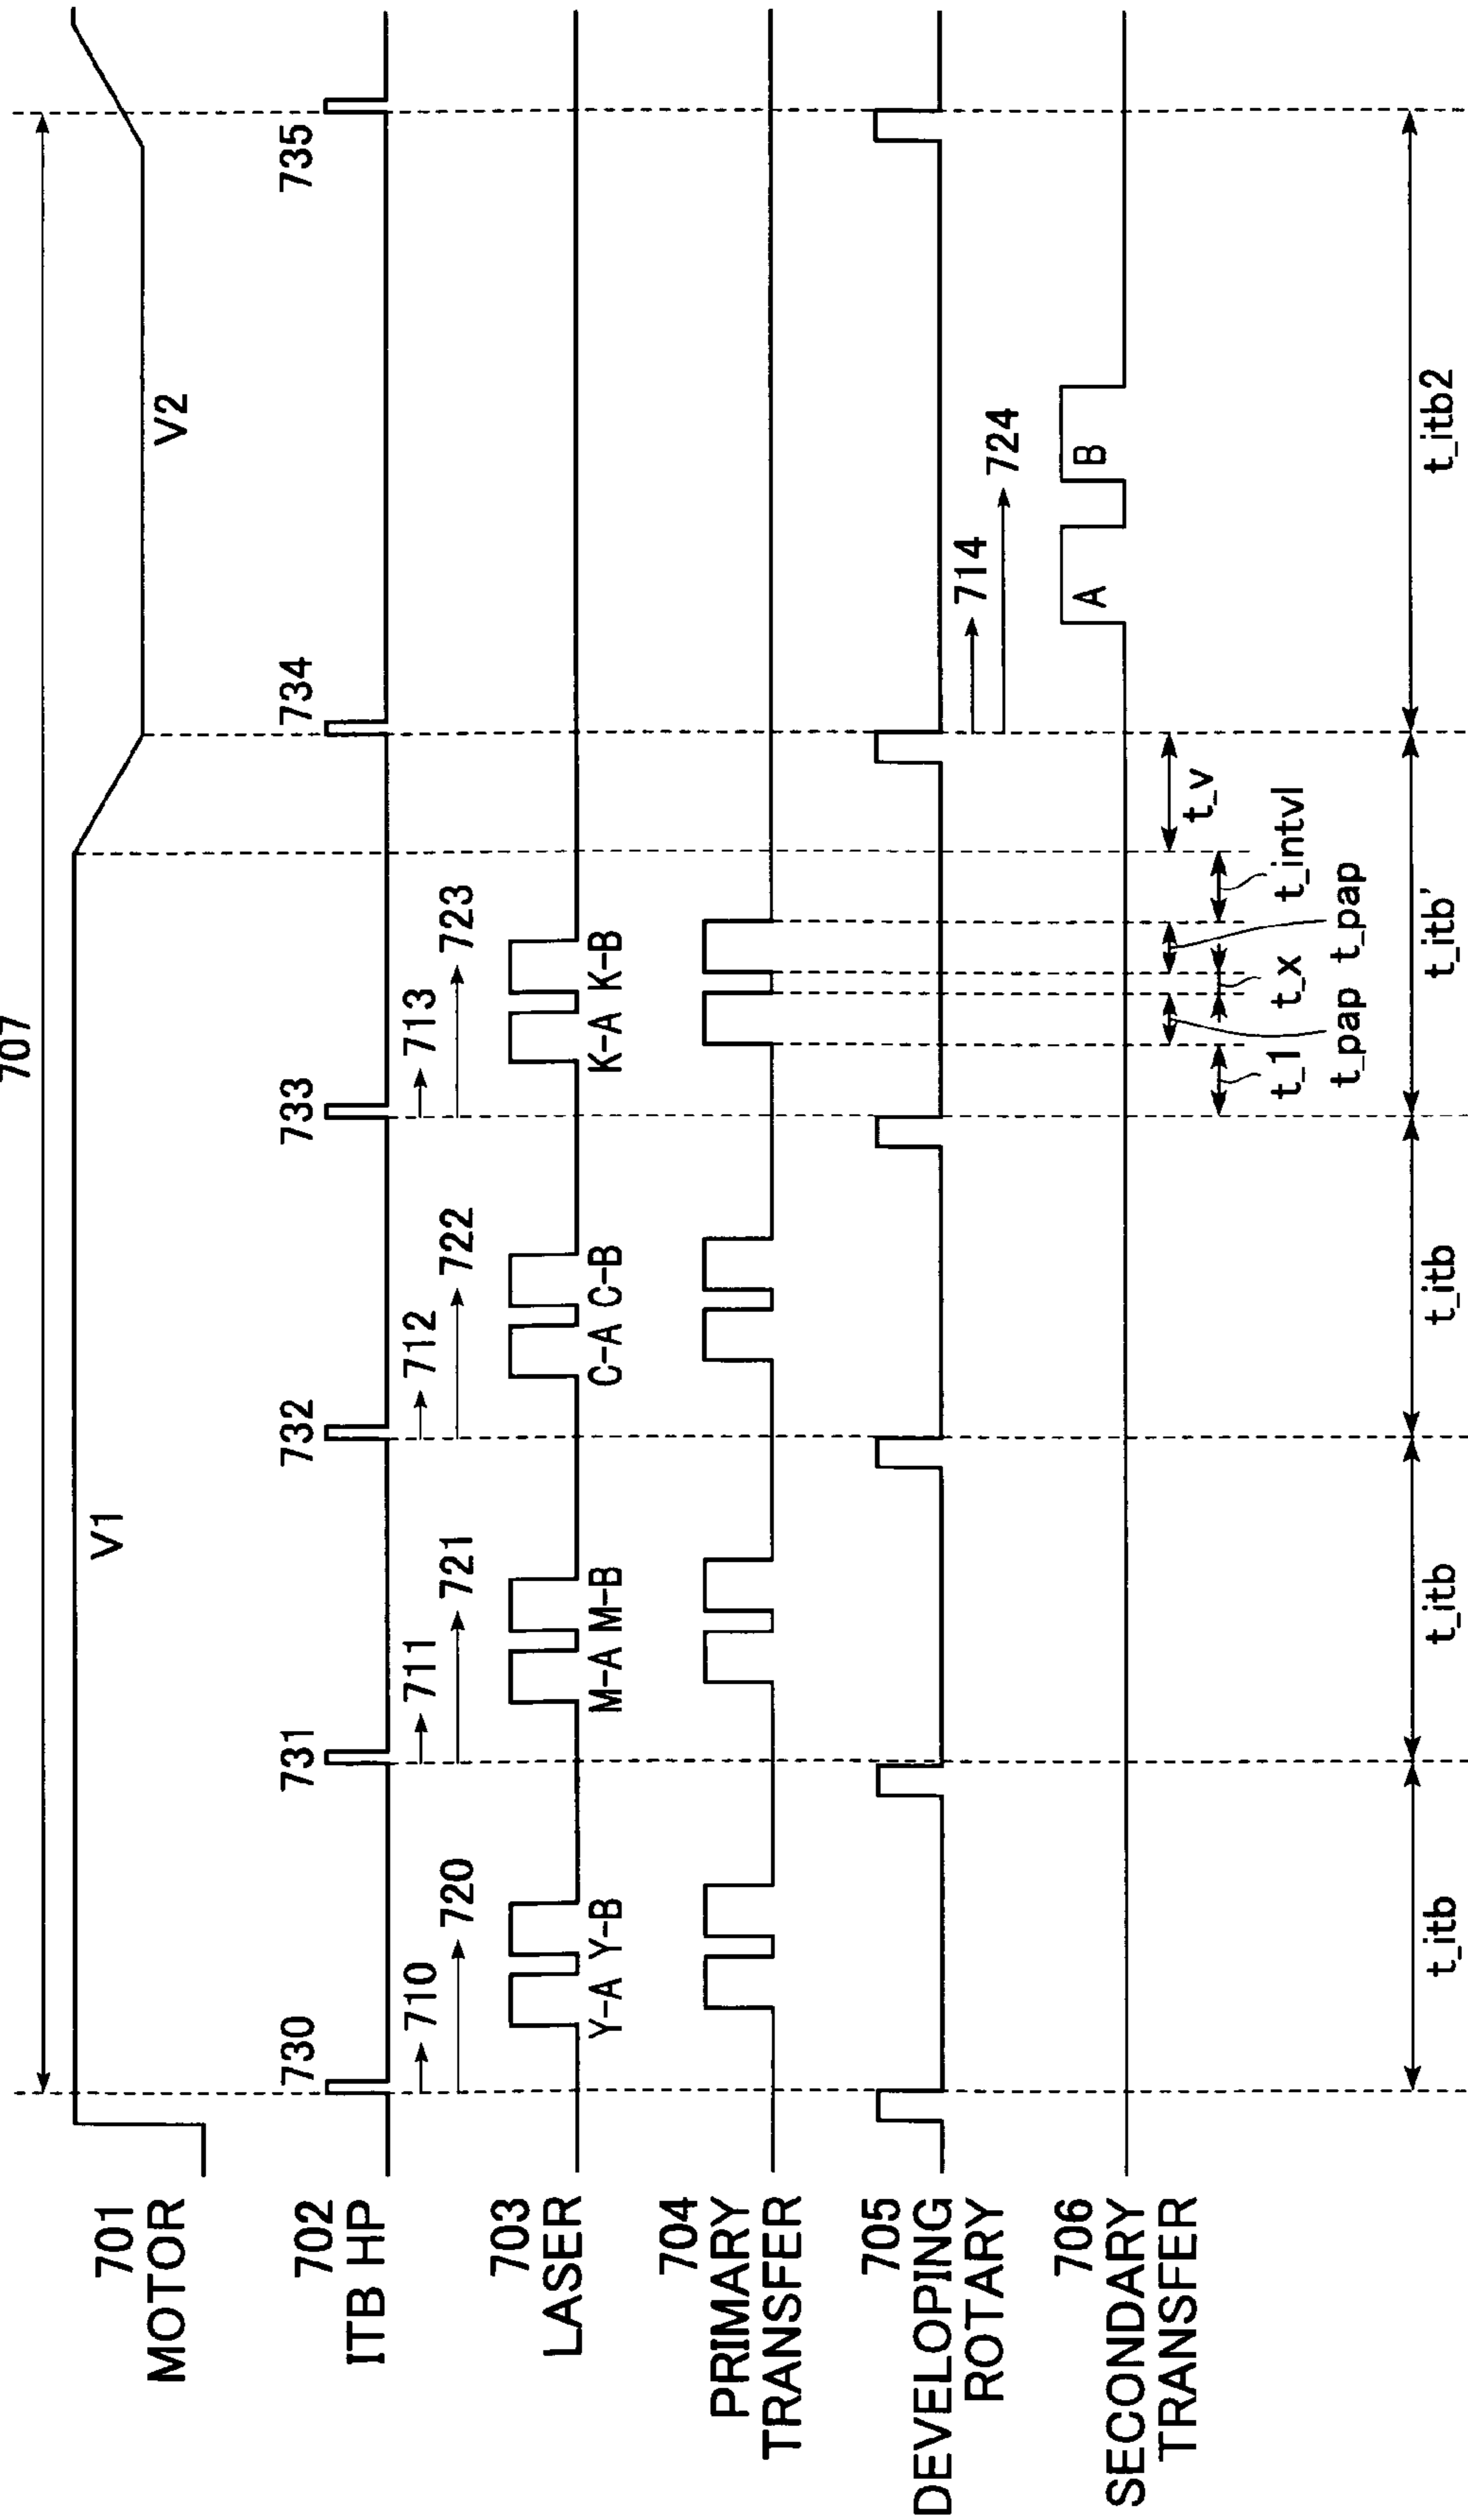 707
701
MOTOR
V1
V2
702
ITB HP
730
731
732
733
734
735
710
711
712
713
720
721
722
723
703
LASER
Y-A Y-B
M-A M-B
C-A C-B
K-A K-B
704
PRIMARY
TRANSFER
705
DEVELOPING
ROTARY
714
724
706
SECONDARY
TRANSFER
A
B
t_v
t_1
t_x
t_intvl
t_pap
t_pap
t_itb
t_itb
t_itb
t_itb'
t_itb2